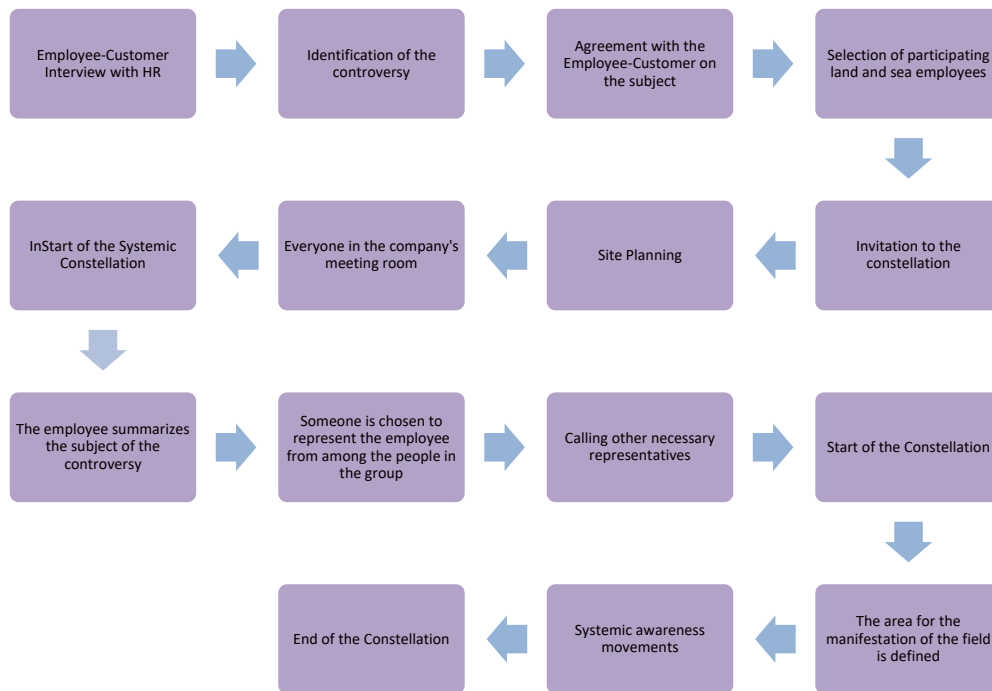 Employee-Customer
Interview with HR
Identification of the
controversy
Agreement with the
Employee-Customer on
the subject
Selection of participating
land and sea employees
Invitation to the
constellation
Site Planning
Everyone in the company's
meeting room
InStart of the Systemic
Constellation
The employee summarizes
the subject of the
controversy
Someone is chosen to
represent the employee
from among the people in
the group
Calling other necessary
representatives
Start of the Constellation
The area for the
manifestation of the field
is defined
Systemic awareness
movements
End of the Constellation